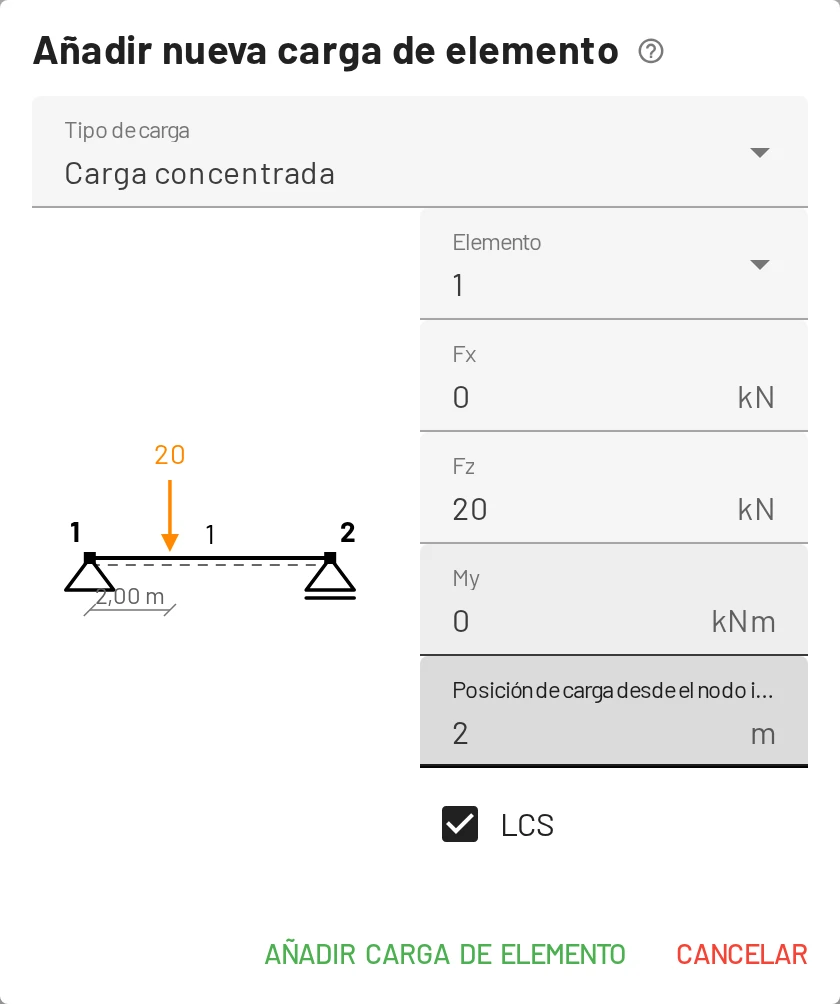 Añadir nueva carga de elemento ?
Tipo de carga
Carga concentrada
Elemento
1
Fx
0 kN
Fz
20 kN
My
0 kNm
Posición de carga desde el nodo i...
2 m
LCS
20
1 1 2
2,00 m
AÑADIR CARGA DE ELEMENTO CANCELAR